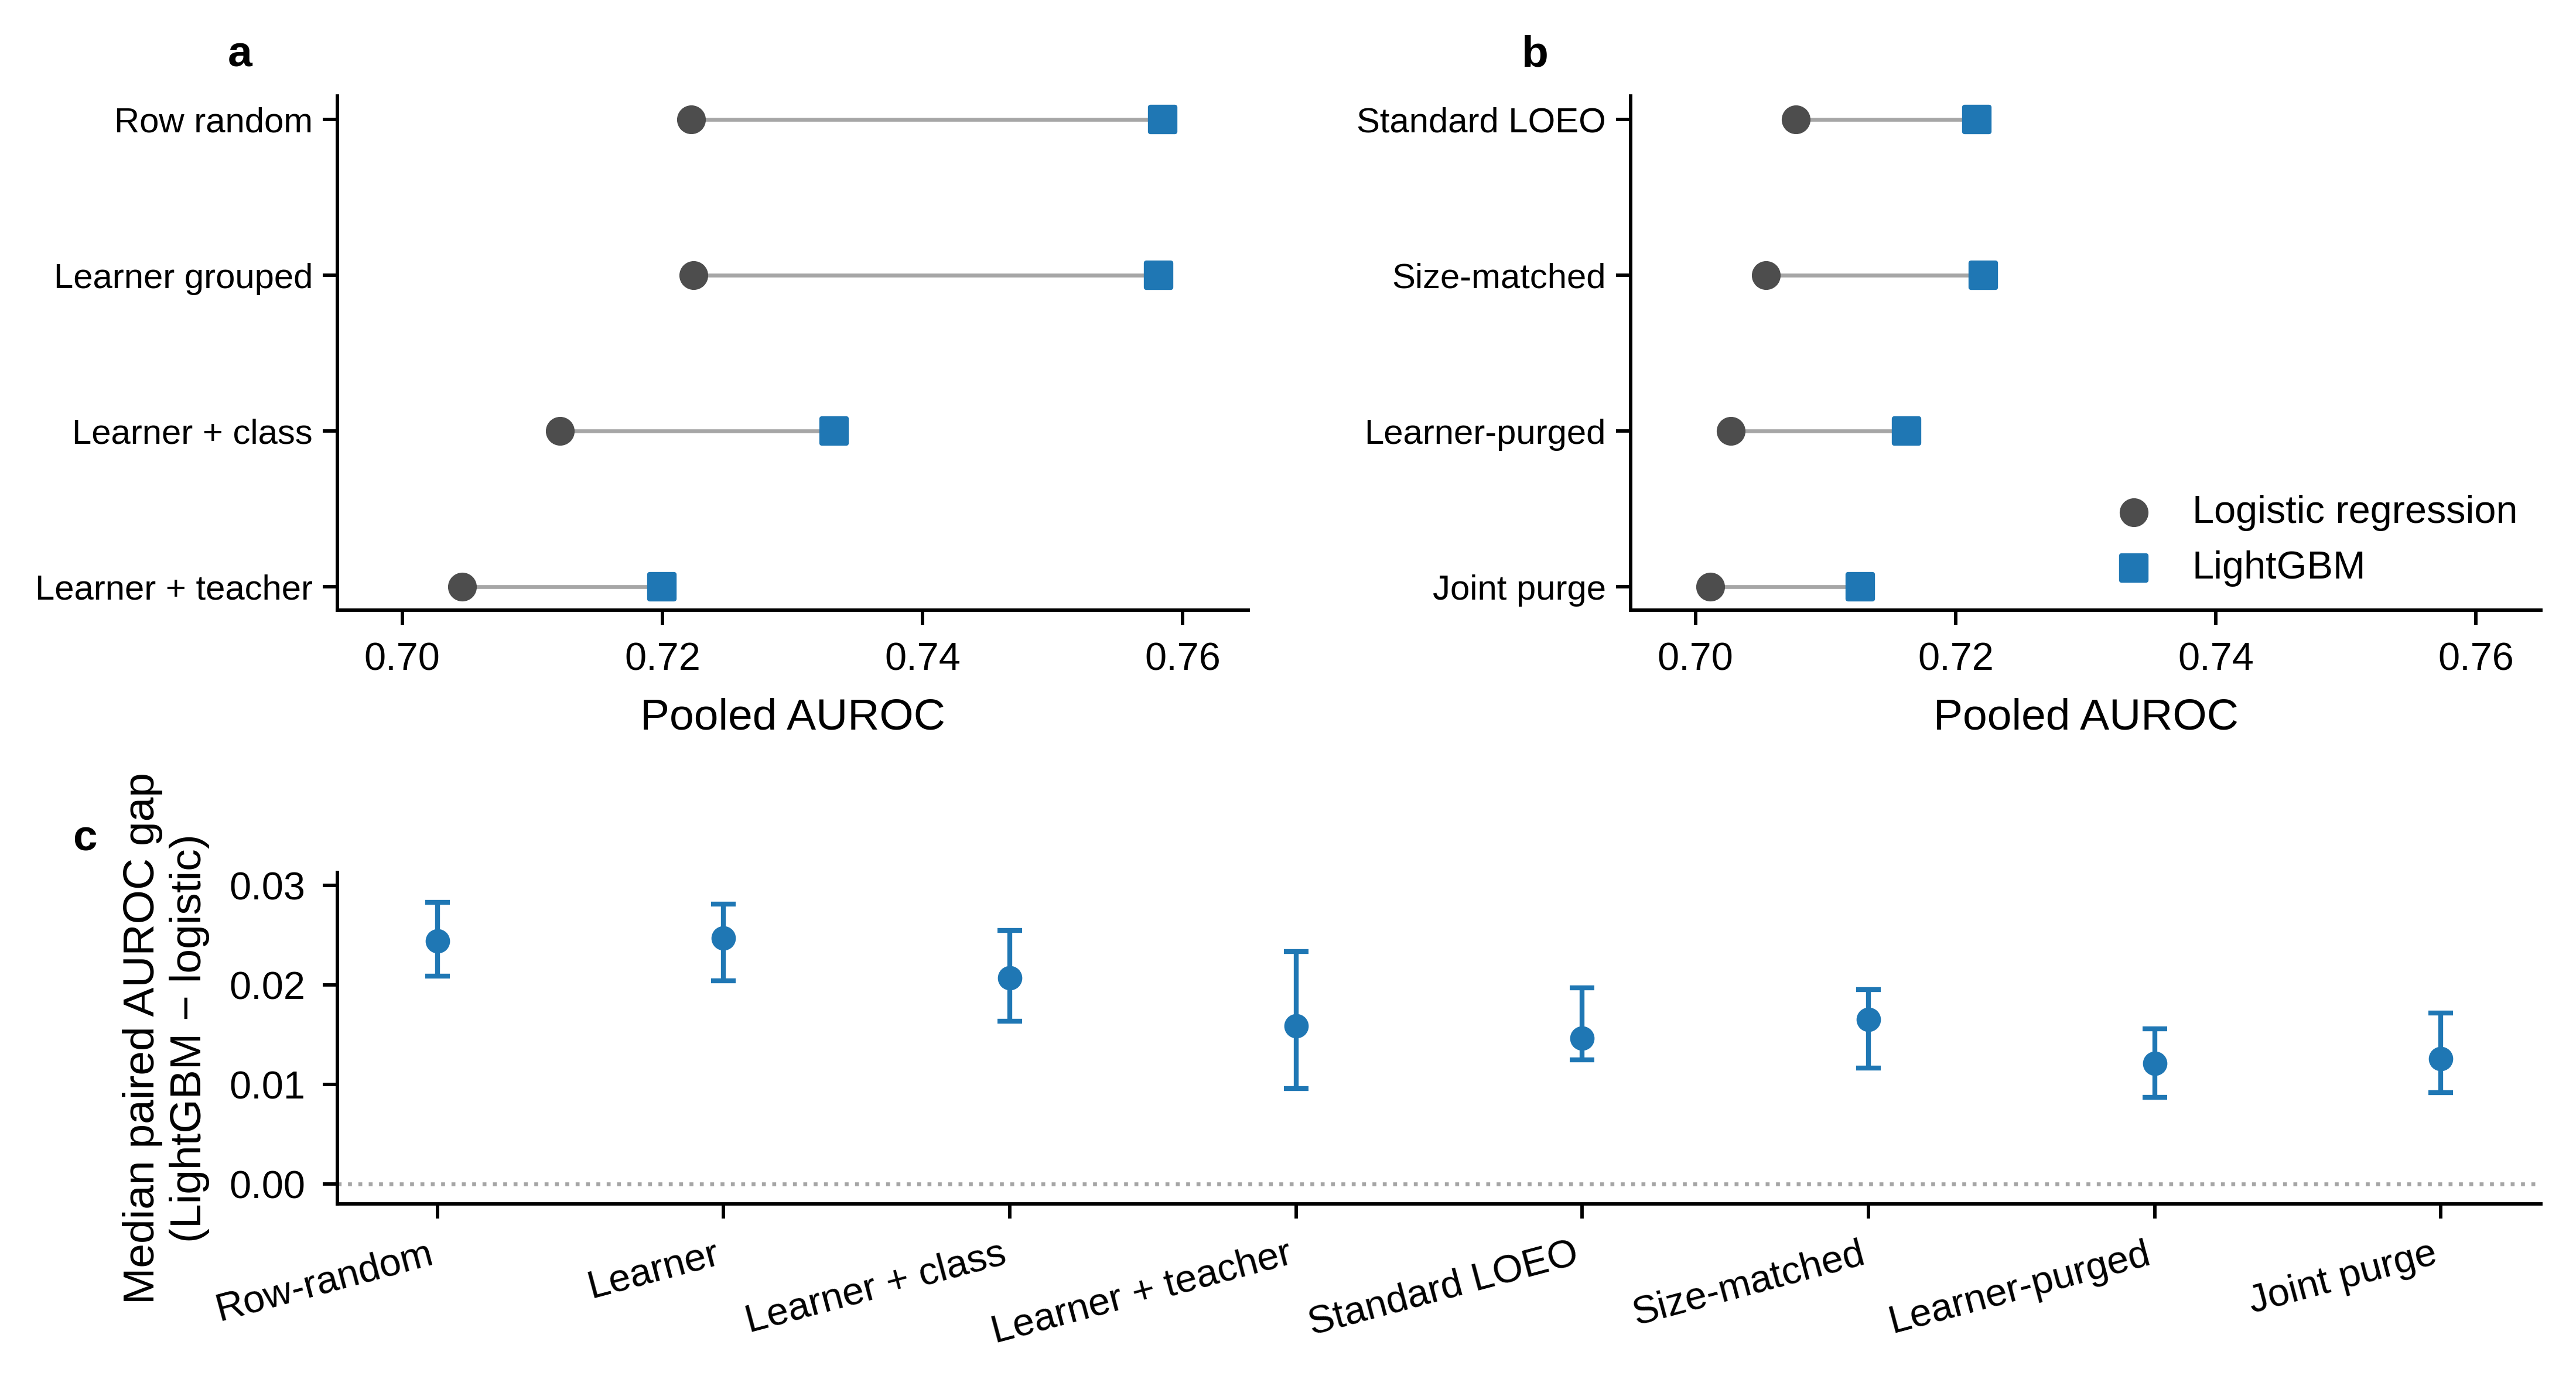 a
Row random
Learner grouped
Learner + class
Learner + teacher
0.70 0.72 0.74 0.76
Pooled AUROC
b
Standard LOEO
Size-matched
Learner-purged
Joint purge
Logistic regression
LightGBM
0.70 0.72 0.74 0.76
Pooled AUROC
c
Median paired AUROC gap
(LightGBM − logistic)
0.03
0.02
0.01
0.00
Row-random
Learner
Learner + class
Learner + teacher
Standard LOEO
Size-matched
Learner-purged
Joint purge